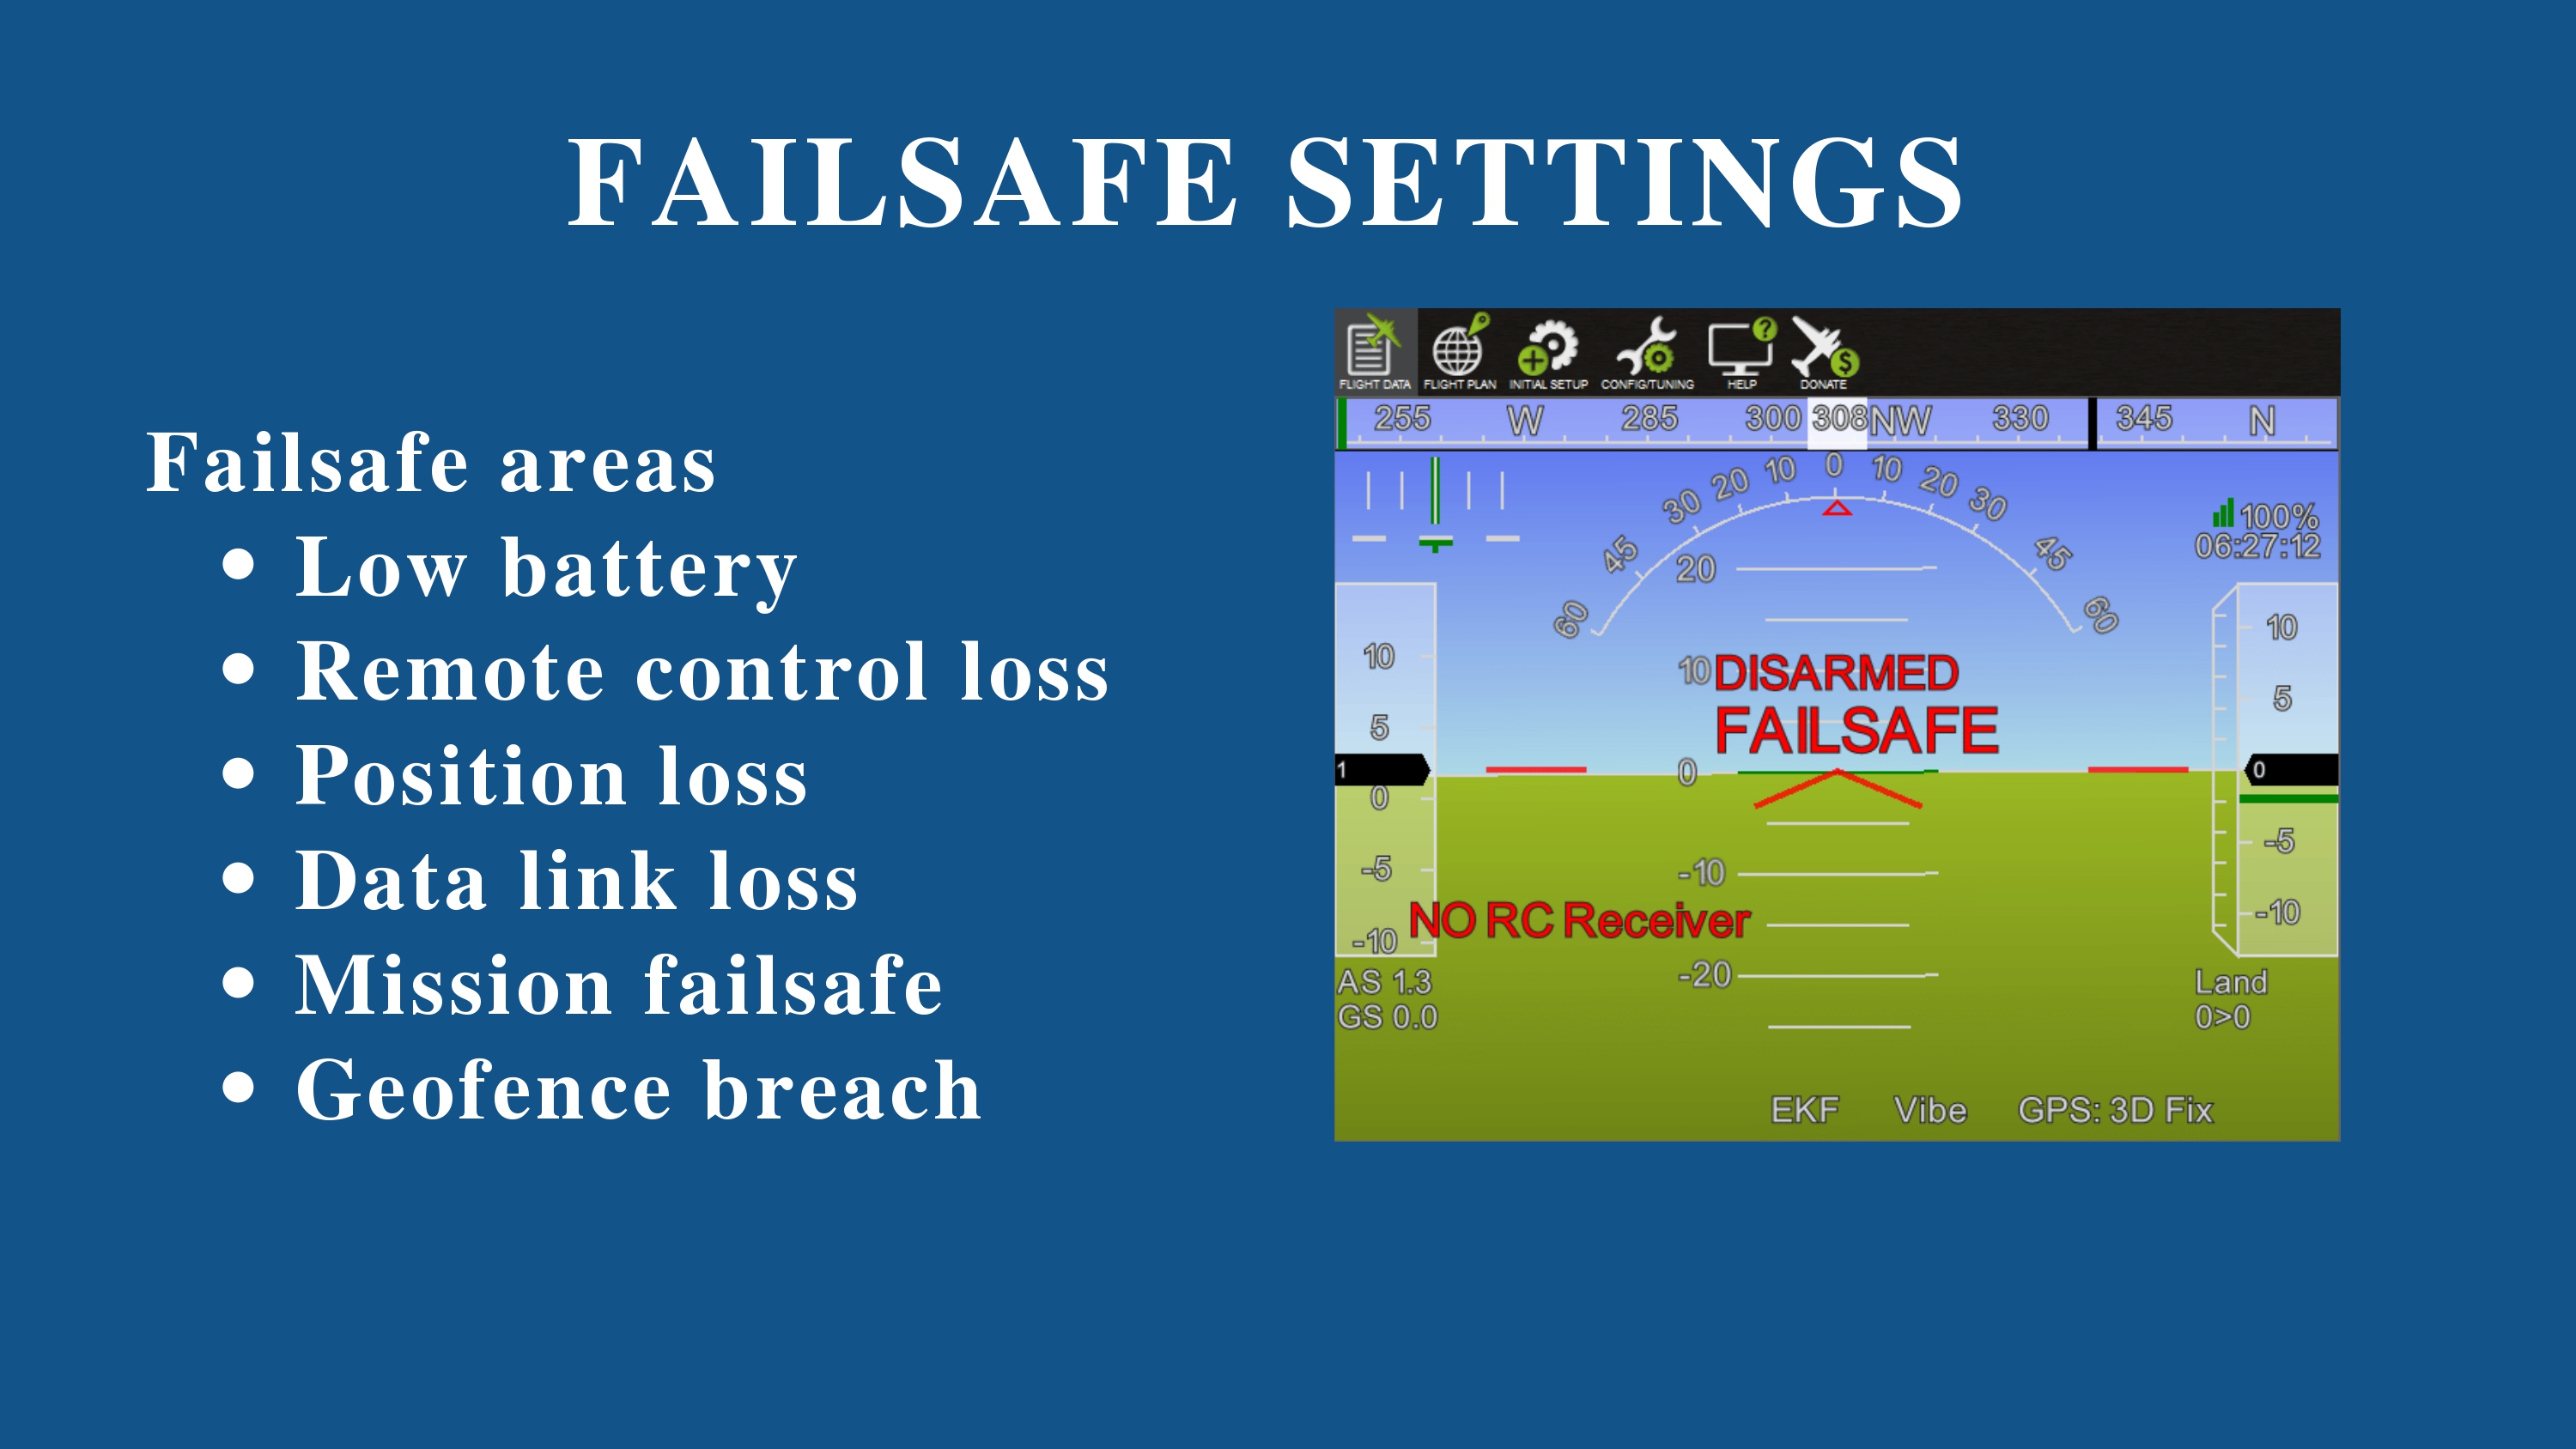 FAILSAFE SETTINGS
Failsafe areas
• Low battery
• Remote control loss
• Position loss
• Data link loss
• Mission failsafe
• Geofence breach
FLIGHT DATA FLIGHT PLAN INITIAL SETUP CONFIG/TUNING HELP DONATE
255 W 285 300 308 NW 330 345 N
60 45 30 20 10 0 10 20 30 45 60
100%
06:27:12
20
10
0
-10
-20
DISARMED
FAILSAFE
NO RC Receiver
10
5
1
0
-5
-10
AS 1.3
GS 0.0
10
5
0
-5
-10
Land
0>0
EKF Vibe GPS: 3D Fix